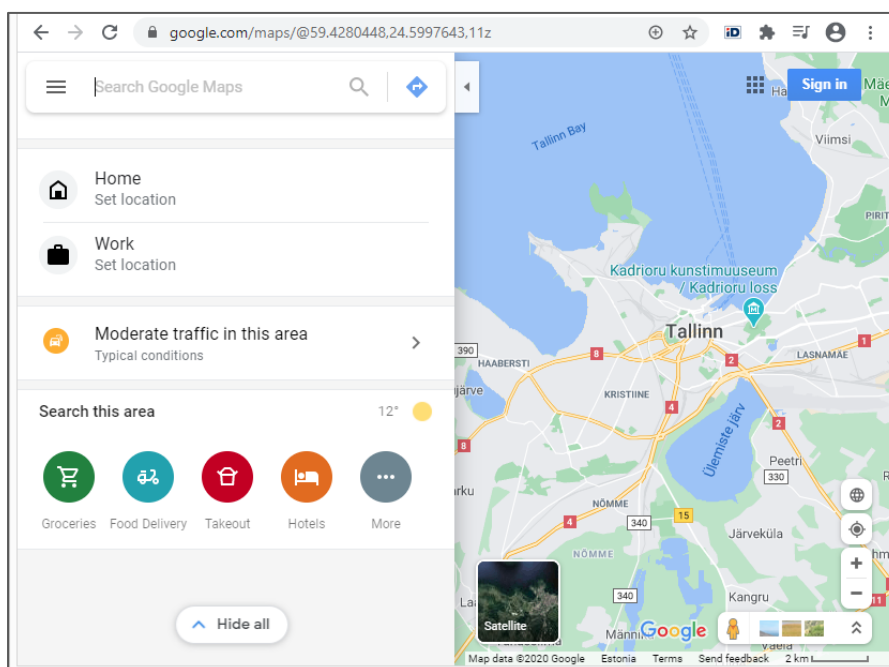 google.com/maps/@59.4280448,24.5997643,11z
Search Google Maps
Sign in
Home
Set location
Work
Set location
Moderate traffic in this area
Typical conditions
Search this area
12°
Groceries
Food Delivery
Takeout
Hotels
More
Hide all
Tallinn Bay
Viimsi
Kadrioru kunstimuuseum
/ Kadrioru loss
Tallinn
390
HAABERSTI
8
1
2
LASNAMÄE
KRISTIINE
4
2
8
Ülemiste järv
Peetri
330
NÕMME
15
4
340
Järveküla
NÕMME
340
Kangru
11
Satellite
Google
Map data ©2020 Google
Estonia
Terms
Send feedback
2 km